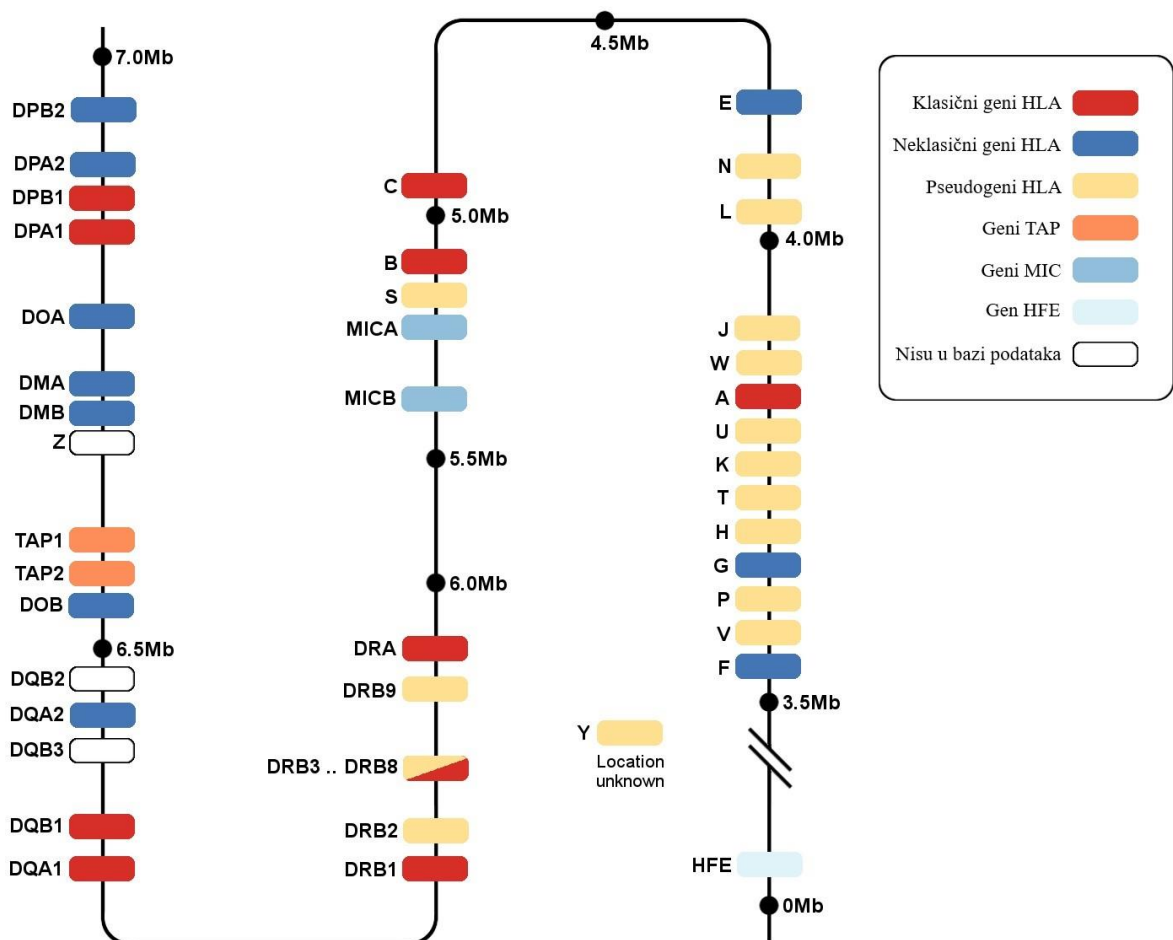 7.0Mb
DPB2
DPA2
DPB1
DPA1
DOA
DMA
DMB
Z
TAP1
TAP2
DOB
6.5Mb
DQB2
DQA2
DQB3
DQB1
DQA1
4.5Mb
C
5.0Mb
B
S
MICA
MICB
5.5Mb
6.0Mb
DRA
DRB9
DRB3 .. DRB8
DRB2
DRB1
E
N
L
4.0Mb
J
W
A
U
K
T
H
G
P
V
F
3.5Mb
Y
Location
unknown
HFE
0Mb
Klasični geni HLA
Neklasični geni HLA
Pseudogeni HLA
Geni TAP
Geni MIC
Gen HFE
Nisu u bazi podataka